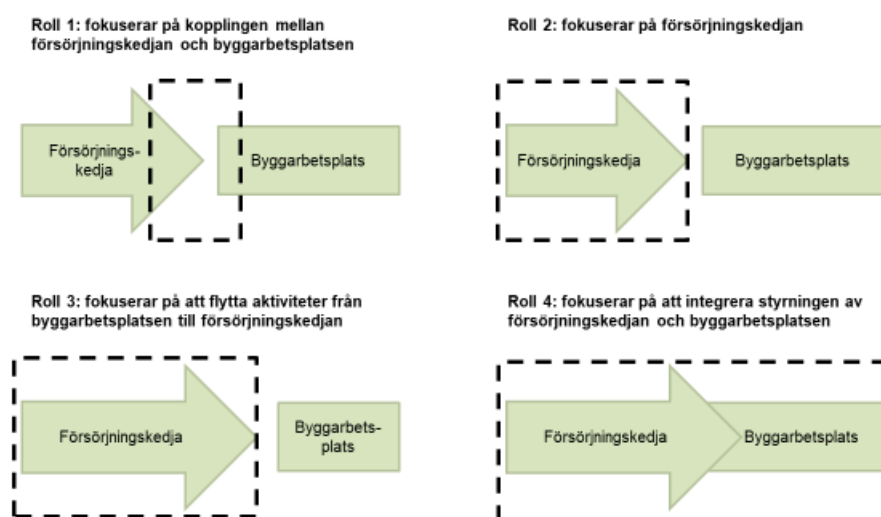 Roll 1: fokuserar på kopplingen mellan
försörjningskedjan och byggarbetsplatsen
Försörjnings-
kedja
Byggarbetsplats
Roll 2: fokuserar på försörjningskedjan
Försörjningskedja
Byggarbetsplats
Roll 3: fokuserar på att flytta aktiviteter från
byggarbetsplatsen till försörjningskedjan
Försörjningskedja
Byggarbets-
plats
Roll 4: fokuserar på att integrera styrningen av
försörjningskedjan och byggarbetsplatsen
Försörjningskedja
Byggarbetsplats